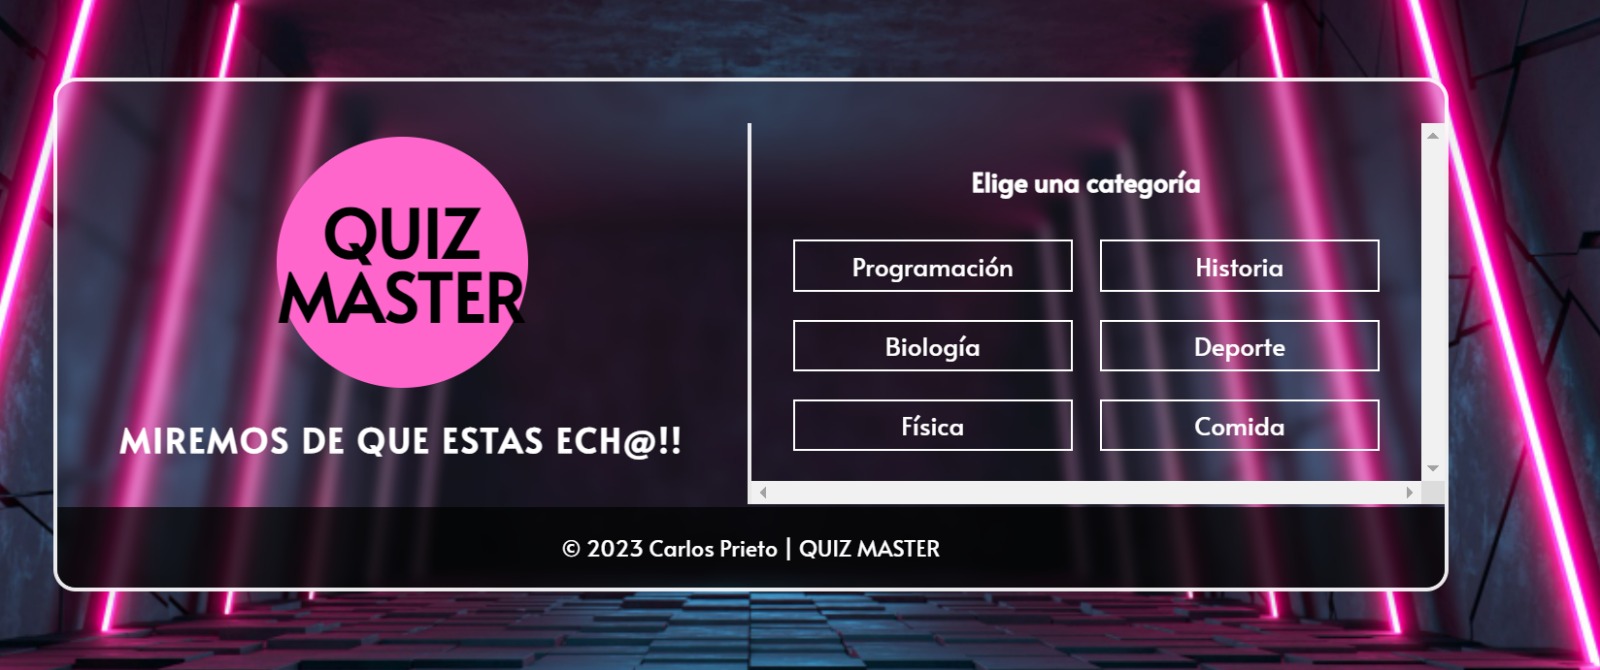 QUIZ
MASTER
MIREMOS DE QUE ESTAS ECH@!!
Elige una categoría
Programación
Historia
Biología
Deporte
Física
Comida
© 2023 Carlos Prieto | QUIZ MASTER